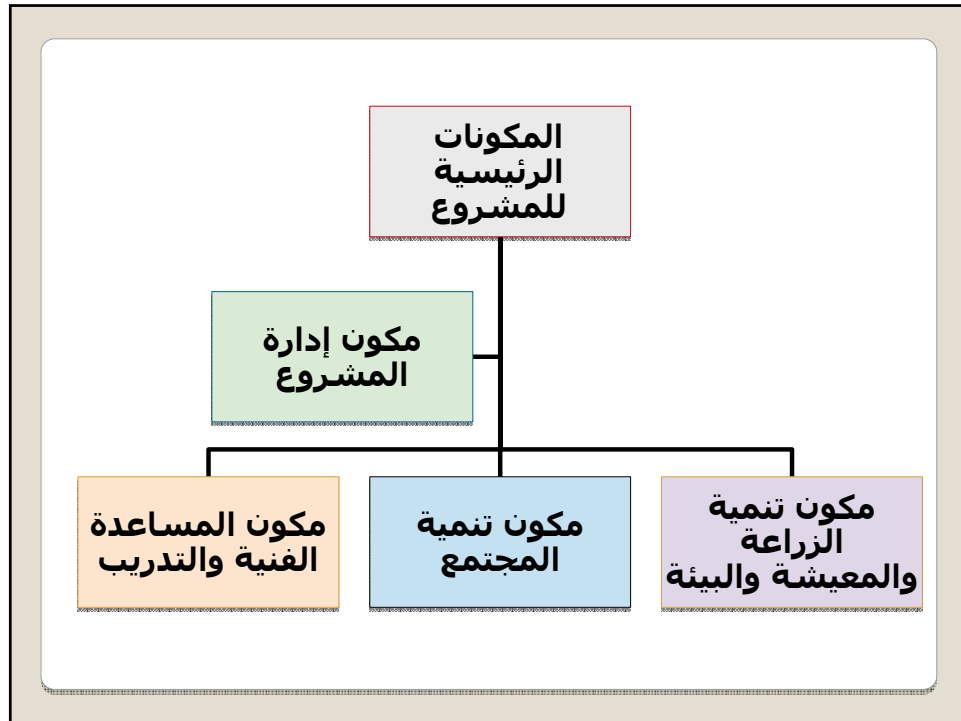 المكونات
الرئيسية
للمشروع
مكون إدارة
المشروع
مكون تنمية
الزراعة
والمعيشة والبيئة
مكون تنمية
المجتمع
مكون المساعدة
الفنية والتدريب